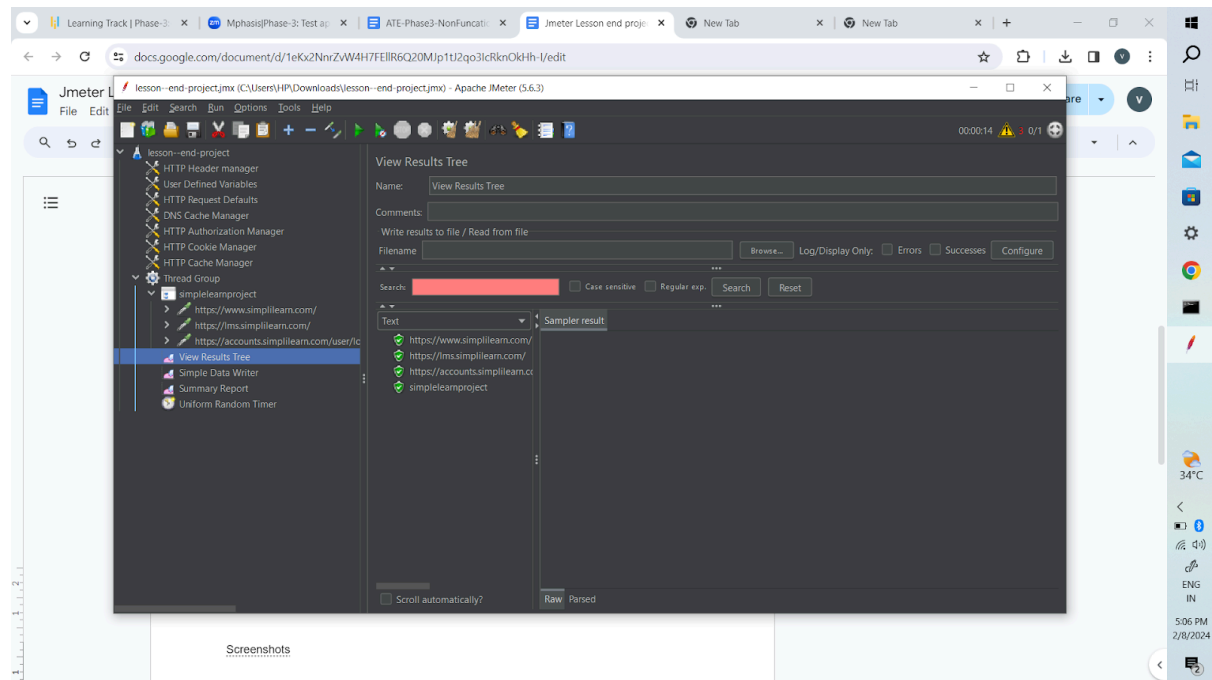 Learning Track | Phase-3:
Mphasis|Phase-3: Test ap
ATE-Phase3-NonFuncatio
Jmeter Lesson end proje
New Tab
New Tab
docs.google.com/document/d/1eKx2NnrZvW4H7FEllR6Q20MJp1tJ2qo3IcRknOkHh-I/edit
Jmeter L
File Edit
are
V
lesson--end-project.jmx (C:\Users\HP\Downloads\lesson--end-project.jmx) - Apache JMeter (5.6.3)
File Edit Search Run Options Tools Help
00:00:14 3 0/1
lesson--end-project
HTTP Header manager
User Defined Variables
HTTP Request Defaults
DNS Cache Manager
HTTP Authorization Manager
HTTP Cookie Manager
HTTP Cache Manager
Thread Group
simplelearnproject
https://www.simplilearn.com/
https://lms.simplilearn.com/
https://accounts.simplilearn.com/user/lo
View Results Tree
Simple Data Writer
Summary Report
Uniform Random Timer
View Results Tree
Name: View Results Tree
Comments:
Write results to file / Read from file
Filename Browse... Log/Display Only: Errors Successes Configure
Search: Case sensitive Regular exp. Search Reset
Text
Sampler result
https://www.simplilearn.com/
https://lms.simplilearn.com/
https://accounts.simplilearn.co
simplelearnproject
Scroll automatically?
Raw Parsed
Screenshots
34°C
ENG
IN
5:06 PM
2/8/2024
2